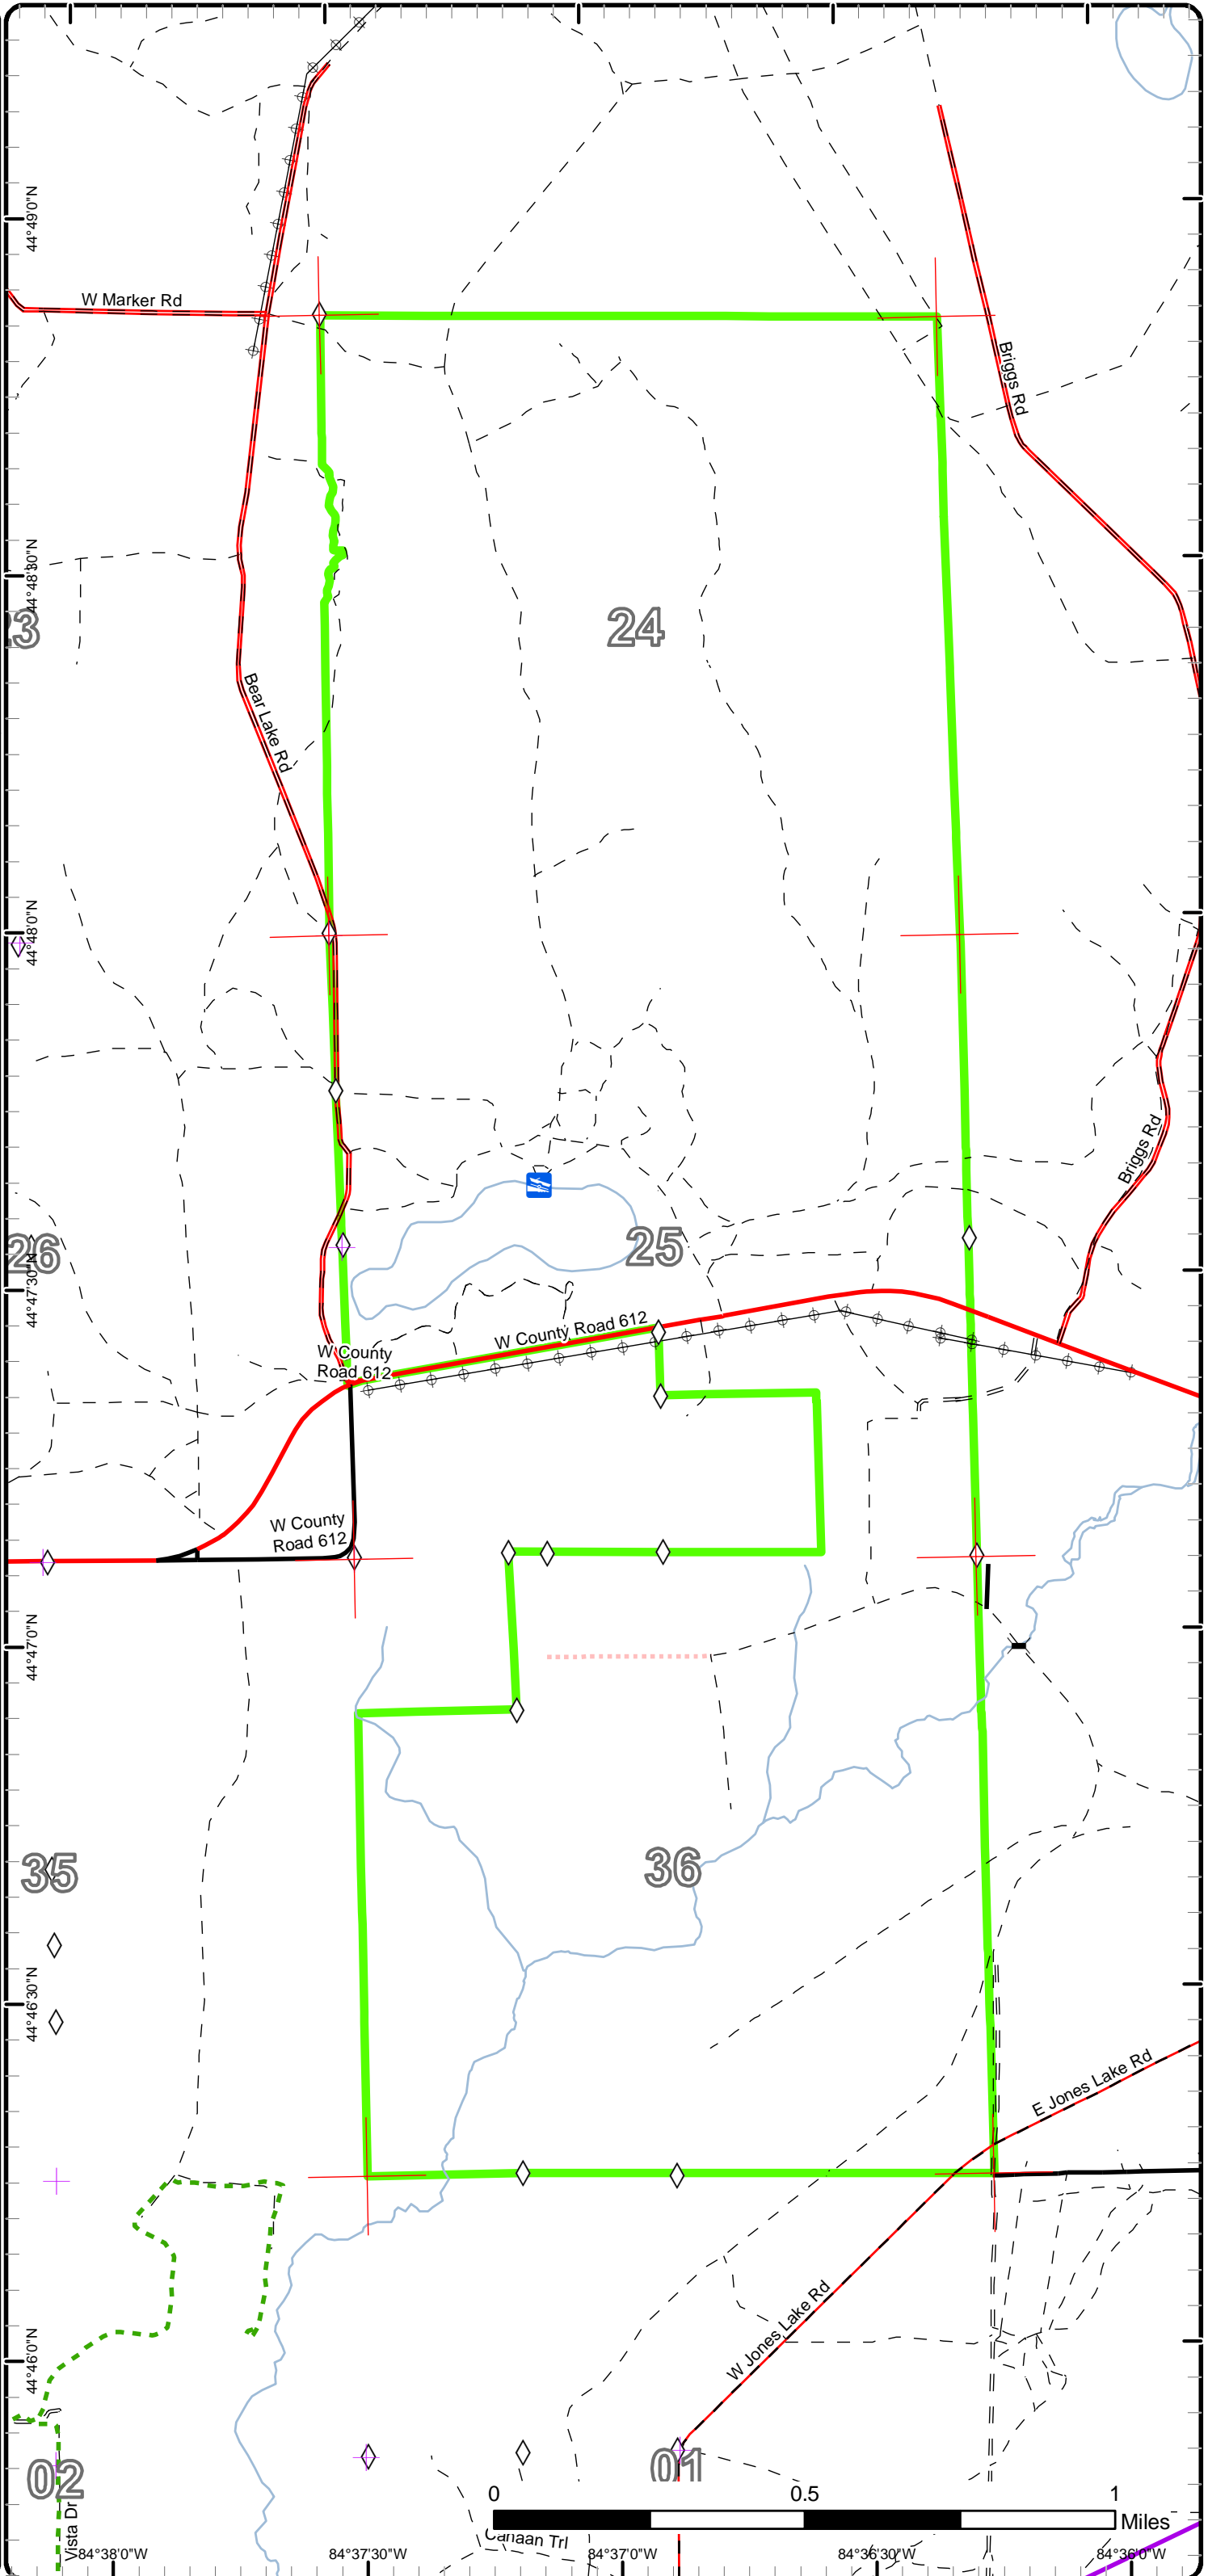 44°49'0"N
W Marker Rd
Briggs Rd
44°48'30"N
23
24
Bear Lake Rd
44°48'0"N
Briggs Rd
26
25
44°47'30"N
W County Road 612
W County
Road 612
W County
Road 612
44°47'0"N
35
36
44°46'30"N
E Jones Lake Rd
W Jones Lake Rd
44°46'0"N
02
01
0 0.5 1
Miles
Vista Dr
Canaan Trl
84°38'0"W 84°37'30"W 84°37'0"W 84°36'30"W 84°36'0"W